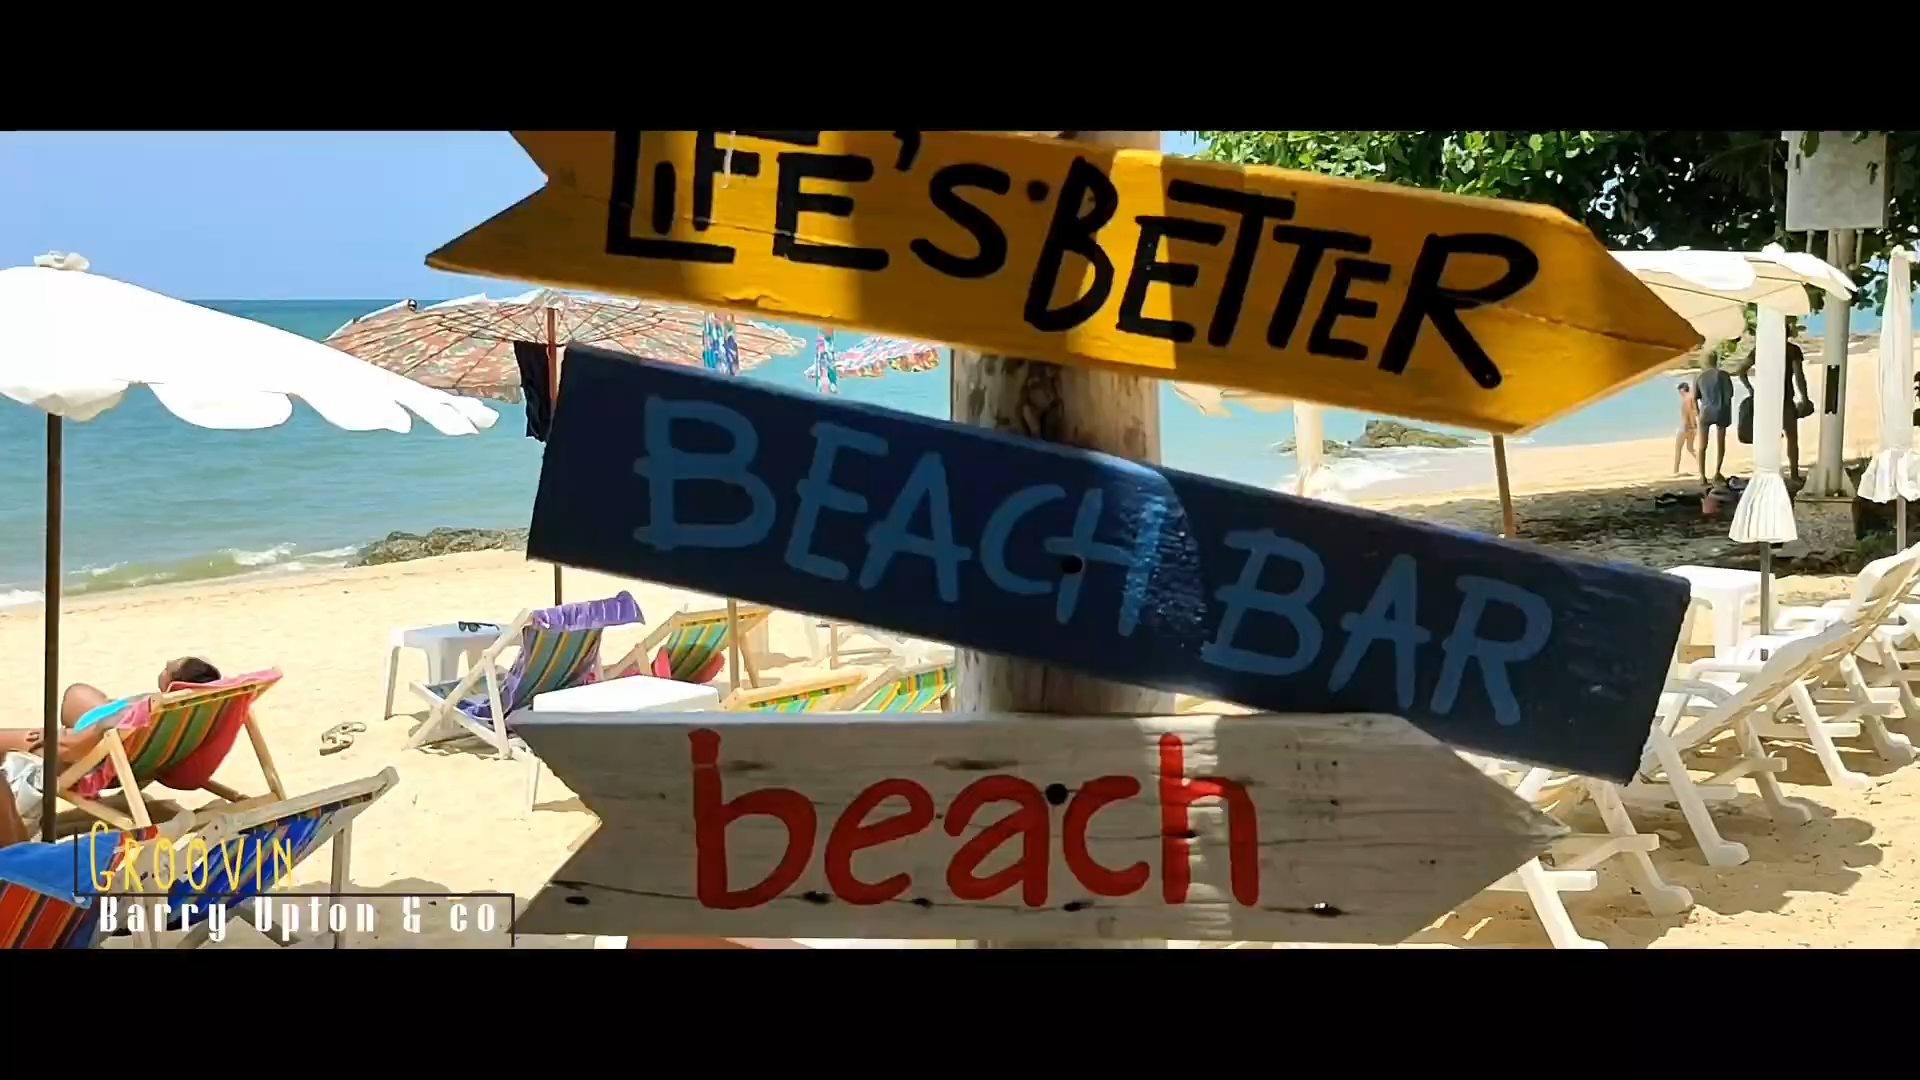 LIFE'S BETTER
BEACH BAR
beach
GROOVIN
Barry Upton & co